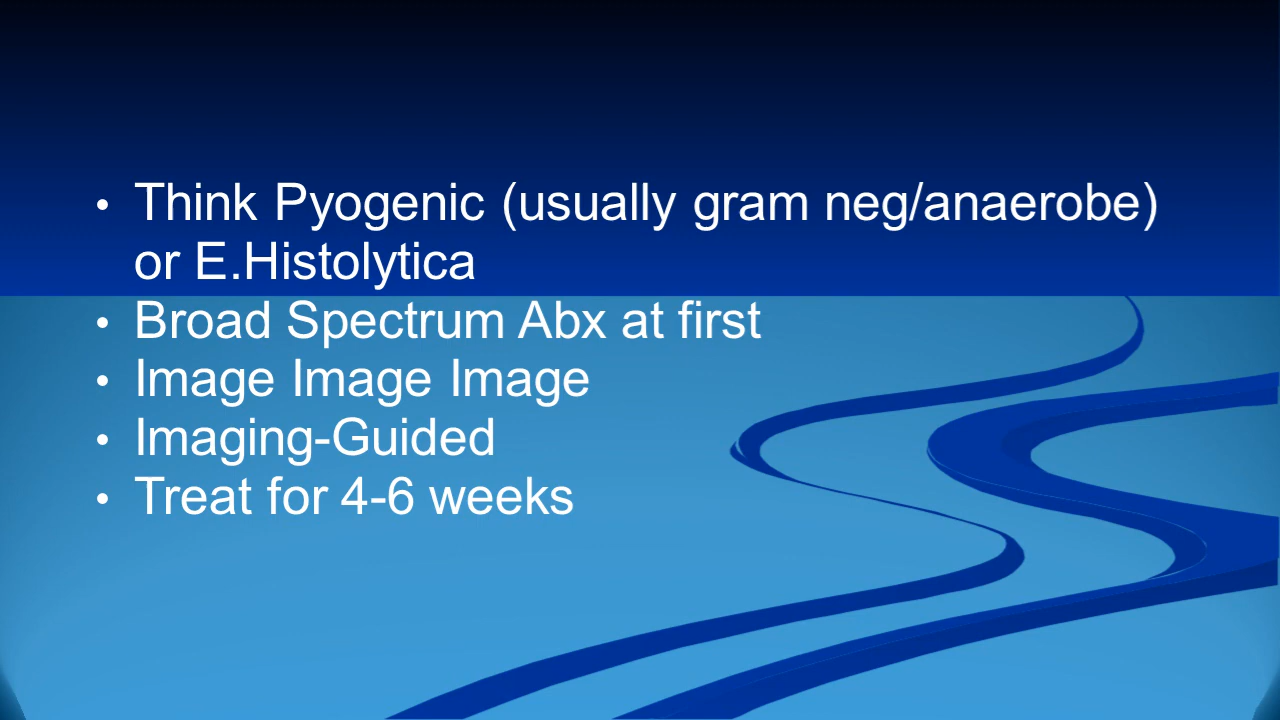 • Think Pyogenic (usually gram neg/anaerobe)
or E.Histolytica
• Broad Spectrum Abx at first
• Image Image Image
• Imaging-Guided
• Treat for 4-6 weeks